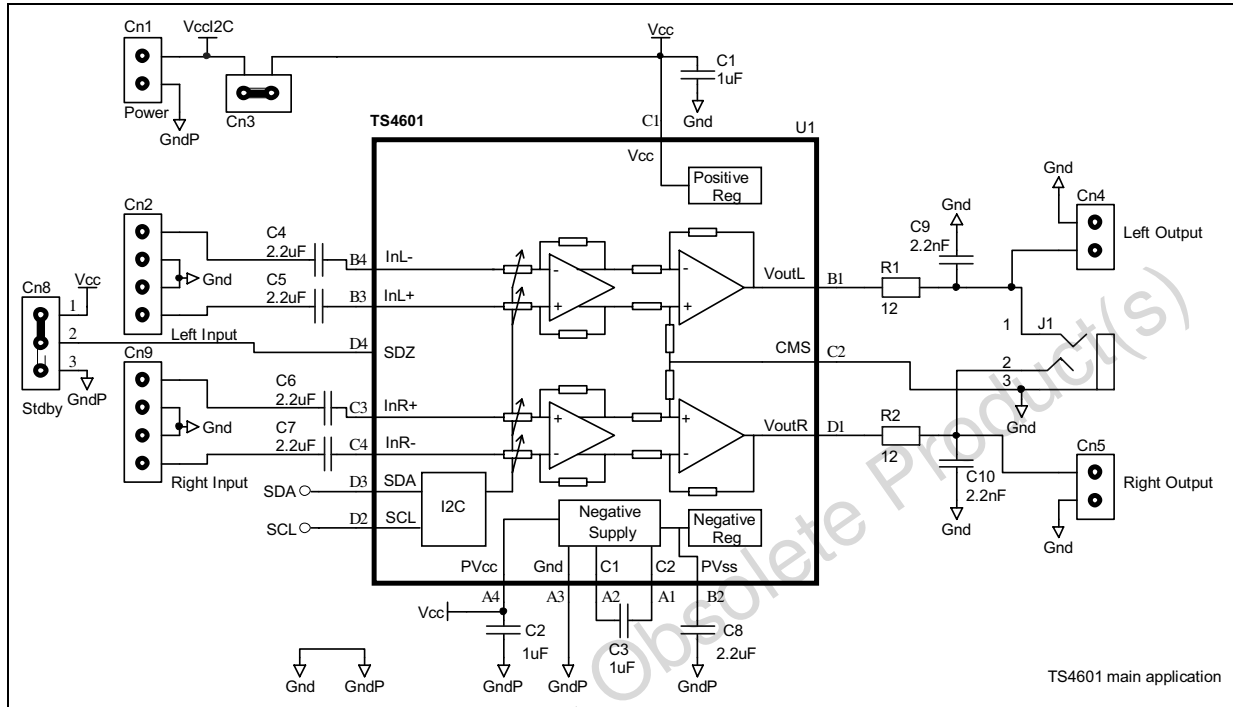 Cn1
VccI2C
Vcc
C1
1uF
Power
GndP
Cn3
Gnd
TS4601
C1
U1
Vcc
Positive
Reg
Cn2
C4
2.2uF
B4
InL-
-
-
Gnd
C5
2.2uF
B3
InL+
+
+
VoutL
B1
R1
12
Gnd
C9
2.2nF
Gnd
Cn4
Left Output
Cn8
Vcc
1
2
3
GndP
Stdby
Left Input
D4
SDZ
CMS
C2
1
J1
2
3
Gnd
Cn9
C6
2.2uF
C3
InR+
+
+
Gnd
C7
2.2uF
C4
InR-
-
-
VoutR
D1
R2
12
C10
2.2nF
Gnd
Cn5
Right Output
Gnd
Right Input
SDA
D3
SDA
SCL
D2
SCL
I2C
Negative
Supply
Negative
Reg
PVcc
Gnd
C1
C2
PVss
A4
A3
A2
A1
B2
Vcc
C2
1uF
C3
1uF
C8
2.2uF
Gnd
GndP
GndP
GndP
GndP
TS4601 main application
Obsolete Product(s)